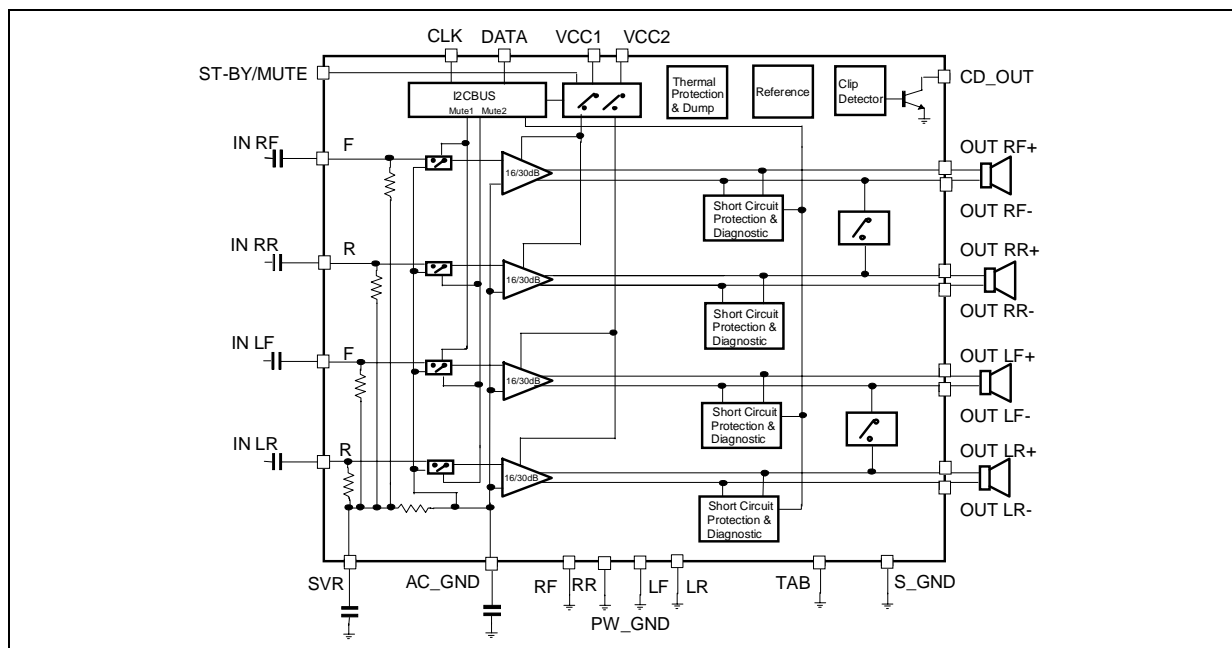 CLK DATA VCC1 VCC2
ST-BY/MUTE
I2CBUS
Mute1 Mute2
Thermal
Protection
& Dump
Reference
Clip
Detector
CD_OUT
IN RF
F
16/30dB
OUT RF+
Short Circuit
Protection &
Diagnostic
OUT RF-
IN RR
R
16/30dB
OUT RR+
Short Circuit
Protection &
Diagnostic
OUT RR-
IN LF
F
16/30dB
OUT LF+
Short Circuit
Protection &
Diagnostic
OUT LF-
IN LR
R
16/30dB
OUT LR+
Short Circuit
Protection &
Diagnostic
OUT LR-
SVR AC_GND RF RR LF LR TAB S_GND
PW_GND